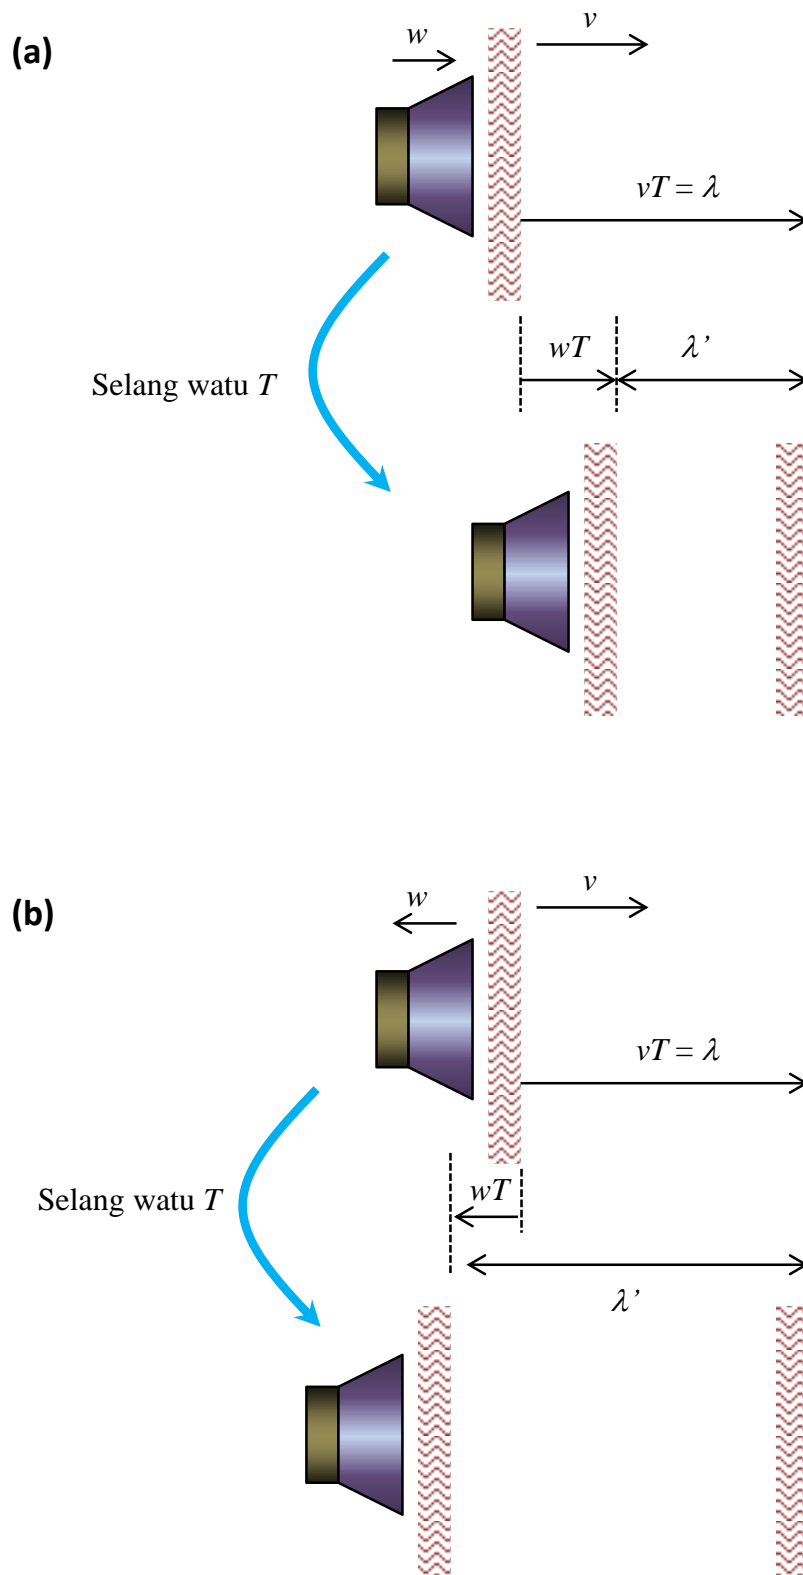 (a)
w
v
vT = λ
wT
λ’
Selang watu T
(b)
w
v
vT = λ
wT
Selang watu T
λ’